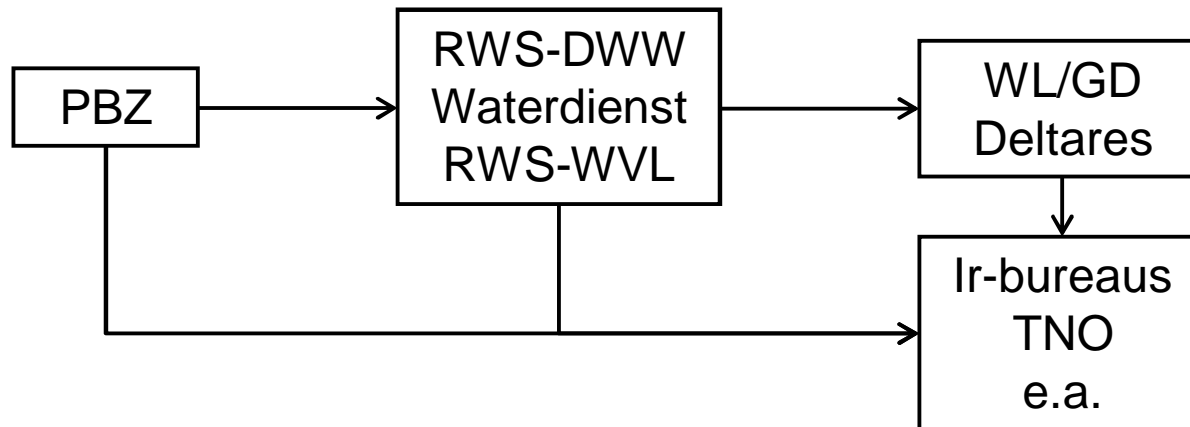 PBZ
RWS-DWW
Waterdienst
RWS-WVL
WL/GD
Deltares
Ir-bureaus
TNO
e.a.